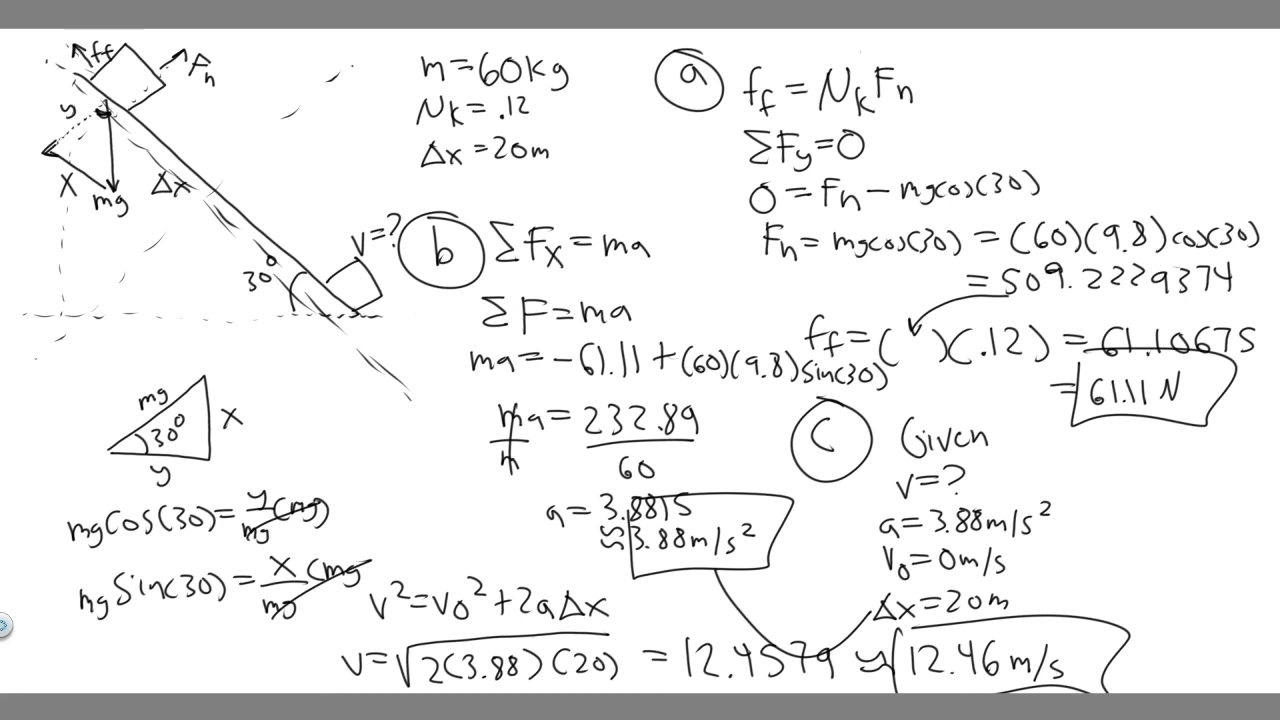 ff
Fn
y
x
mg
Δx
30°
v=?
m=60kg
Nk=.12
Δx=20m
a
ff=NkFn
ΣFy=0
0=Fn-mgcos(30)
Fn=mgcos(30)=(60)(9.8)cos(30)
=509.2229374
ff=( )(.12)=61.10675
=61.11N
b
ΣFx=ma
ΣF=ma
ma=-61.11+(60)(9.8)sin(30)
ma=232.89
m 60
a=3.8815
≈3.88m/s²
mg
30°
x
y
mgcos(30)=y/mg(mg)
mgSin(30)=x/mg(mg)
c
Given
v=?
a=3.88m/s²
v0=0m/s
Δx=20m
v²=v0²+2aΔx
v=√2(3.88)(20) =12.4579≈12.46m/s